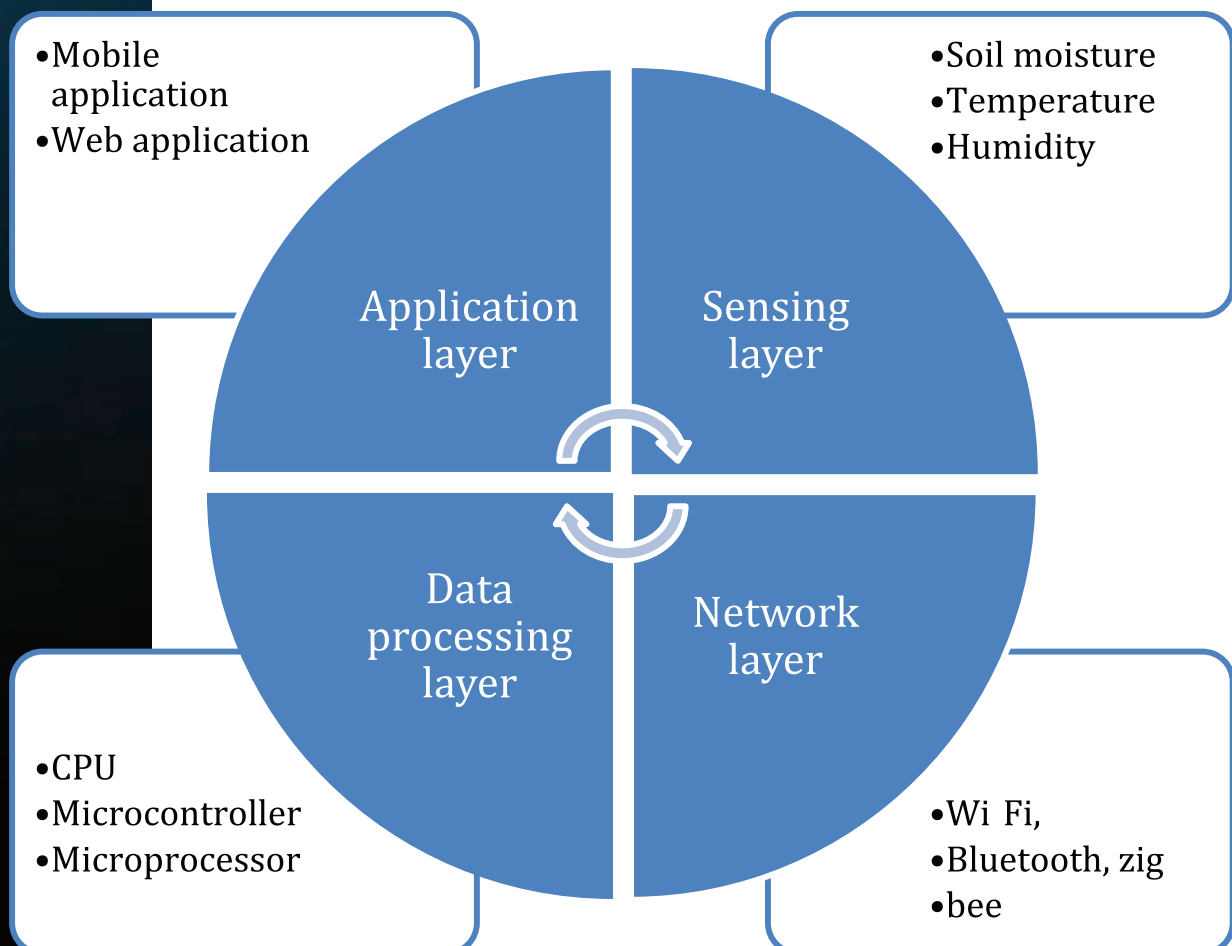 •Mobile
application
•Web application
•Soil moisture
•Temperature
•Humidity
Application
layer
Sensing
layer
Data
processing
layer
Network
layer
•CPU
•Microcontroller
•Microprocessor
•Wi Fi,
•Bluetooth, zig
•bee